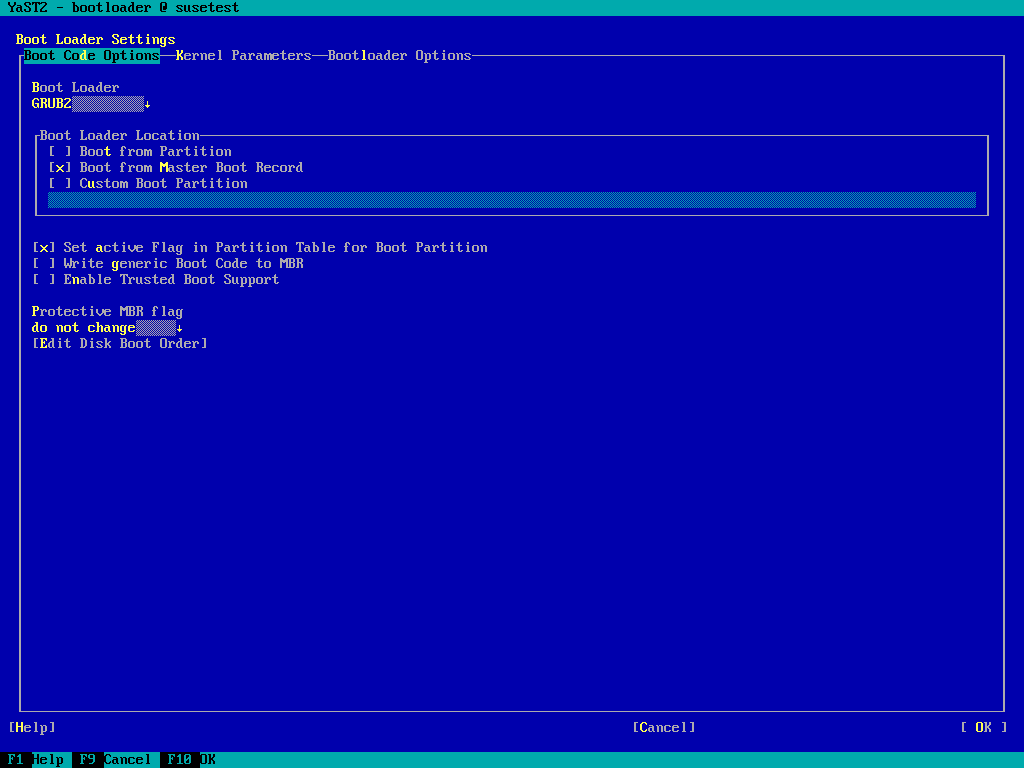 YaST2 - bootloader @ susetest
Boot Loader Settings
Boot Code Options Kernel Parameters Bootloader Options
Boot Loader
GRUB2 ↓
Boot Loader Location
[ ] Boot from Partition
[x] Boot from Master Boot Record
[ ] Custom Boot Partition
[x] Set active Flag in Partition Table for Boot Partition
[ ] Write generic Boot Code to MBR
[ ] Enable Trusted Boot Support
Protective MBR flag
do not change ↓
[Edit Disk Boot Order]
[Help] [Cancel] [ OK ]
F1 Help F9 Cancel F10 OK